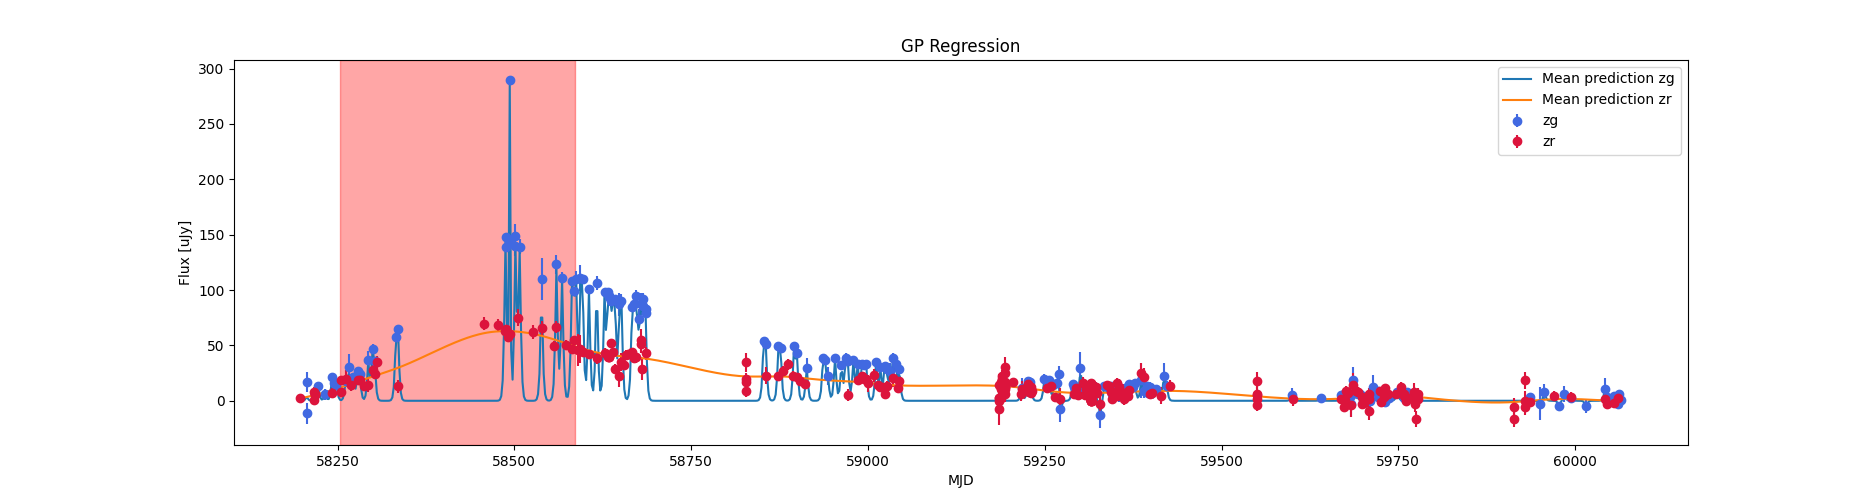 GP Regression
Flux [uJy]
300
250
200
150
100
50
0
Mean prediction zg
Mean prediction zr
zg
zr
58250 58500 58750 59000 59250 59500 59750 60000
MJD